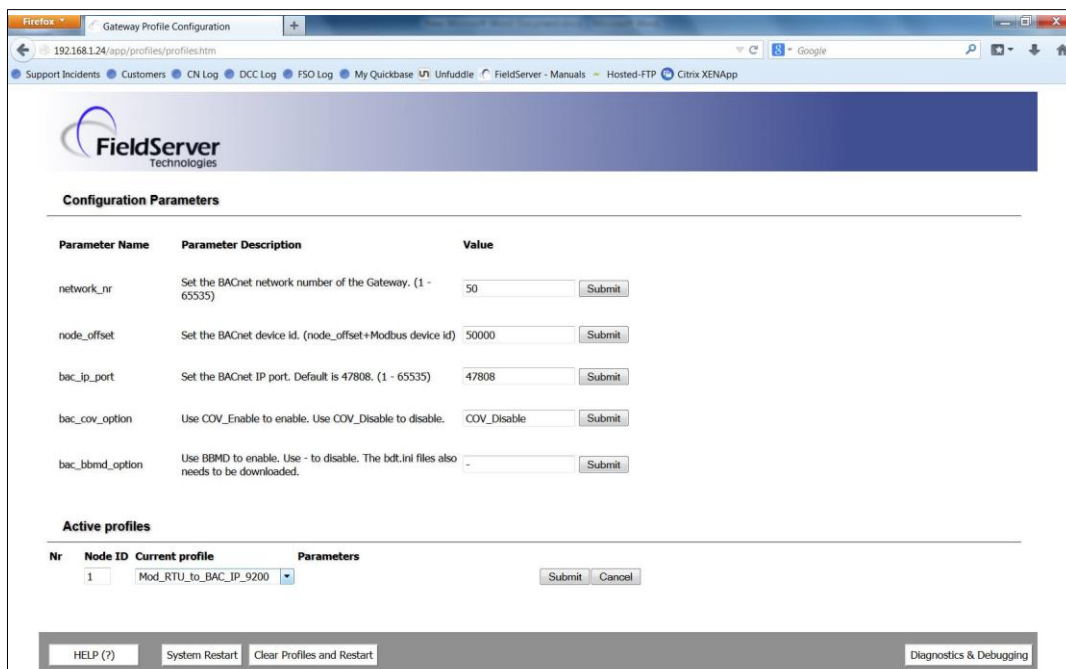 Firefox
Gateway Profile Configuration
192.168.1.24/app/profiles/profiles.htm
Google
Support Incidents Customers CN Log DCC Log FSO Log My Quickbase Unfuddle FieldServer - Manuals Hosted-FTP Citrix XENApp
FieldServer
Technologies
Configuration Parameters
Parameter Name Parameter Description Value
network_nr Set the BACnet network number of the Gateway. (1 - 65535) 50 Submit
node_offset Set the BACnet device id. (node_offset+Modbus device id) 50000 Submit
bac_ip_port Set the BACnet IP port. Default is 47808. (1 - 65535) 47808 Submit
bac_cov_option Use COV_Enable to enable. Use COV_Disable to disable. COV_Disable Submit
bac_bbmd_option Use BBMD to enable. Use - to disable. The bdt.ini files also needs to be downloaded. - Submit
Active profiles
Nr Node ID Current profile Parameters
1 Mod_RTU_to_BAC_IP_9200 Submit Cancel
HELP (?) System Restart Clear Profiles and Restart Diagnostics & Debugging